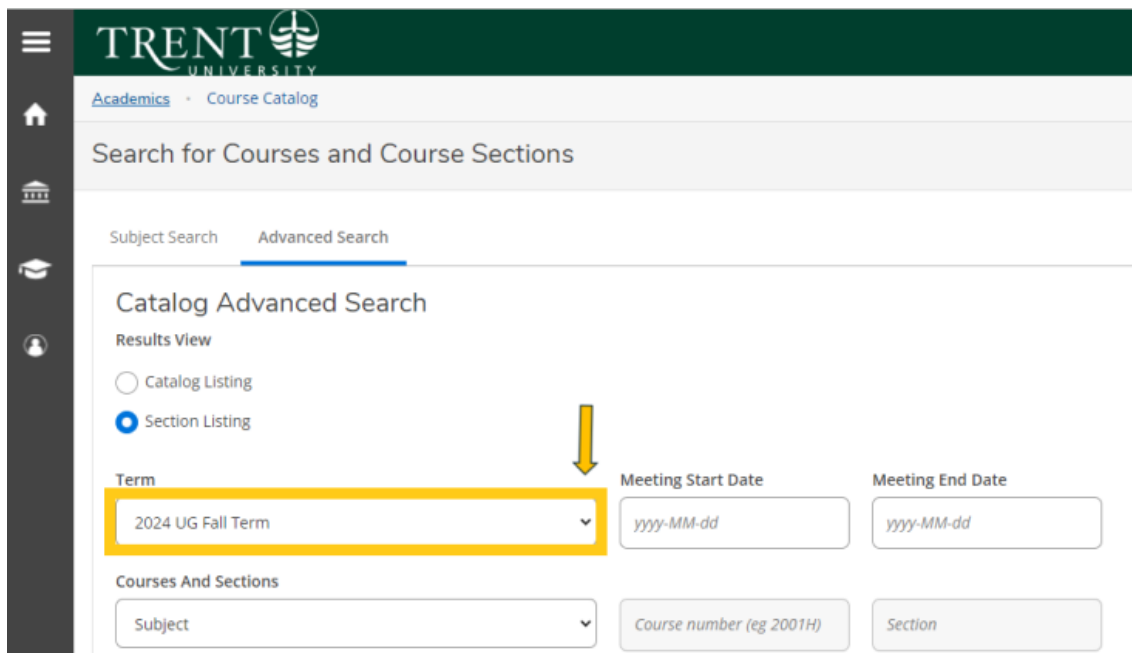 TRENT
UNIVERSITY
Academics · Course Catalog
Search for Courses and Course Sections
Subject Search Advanced Search
Catalog Advanced Search
Results View
Catalog Listing
Section Listing
Term Meeting Start Date Meeting End Date
2024 UG Fall Term yyyy-MM-dd yyyy-MM-dd
Courses And Sections
Subject Course number (eg 2001H) Section